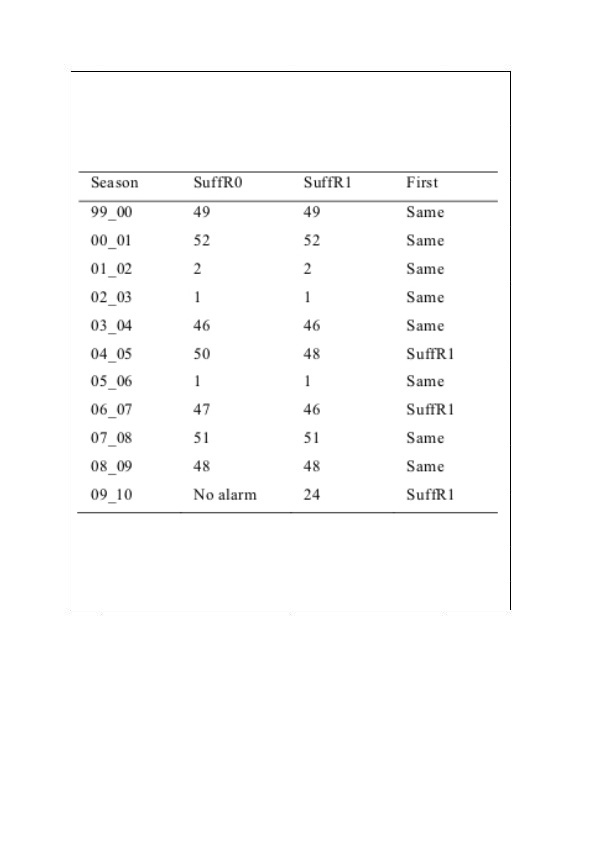 Season SuffR0 SuffR1 First
99_00 49 49 Same
00_01 52 52 Same
01_02 2 2 Same
02_03 1 1 Same
03_04 46 46 Same
04_05 50 48 SuffR1
05_06 1 1 Same
06_07 47 46 SuffR1
07_08 51 51 Same
08_09 48 48 Same
09_10 No alarm 24 SuffR1